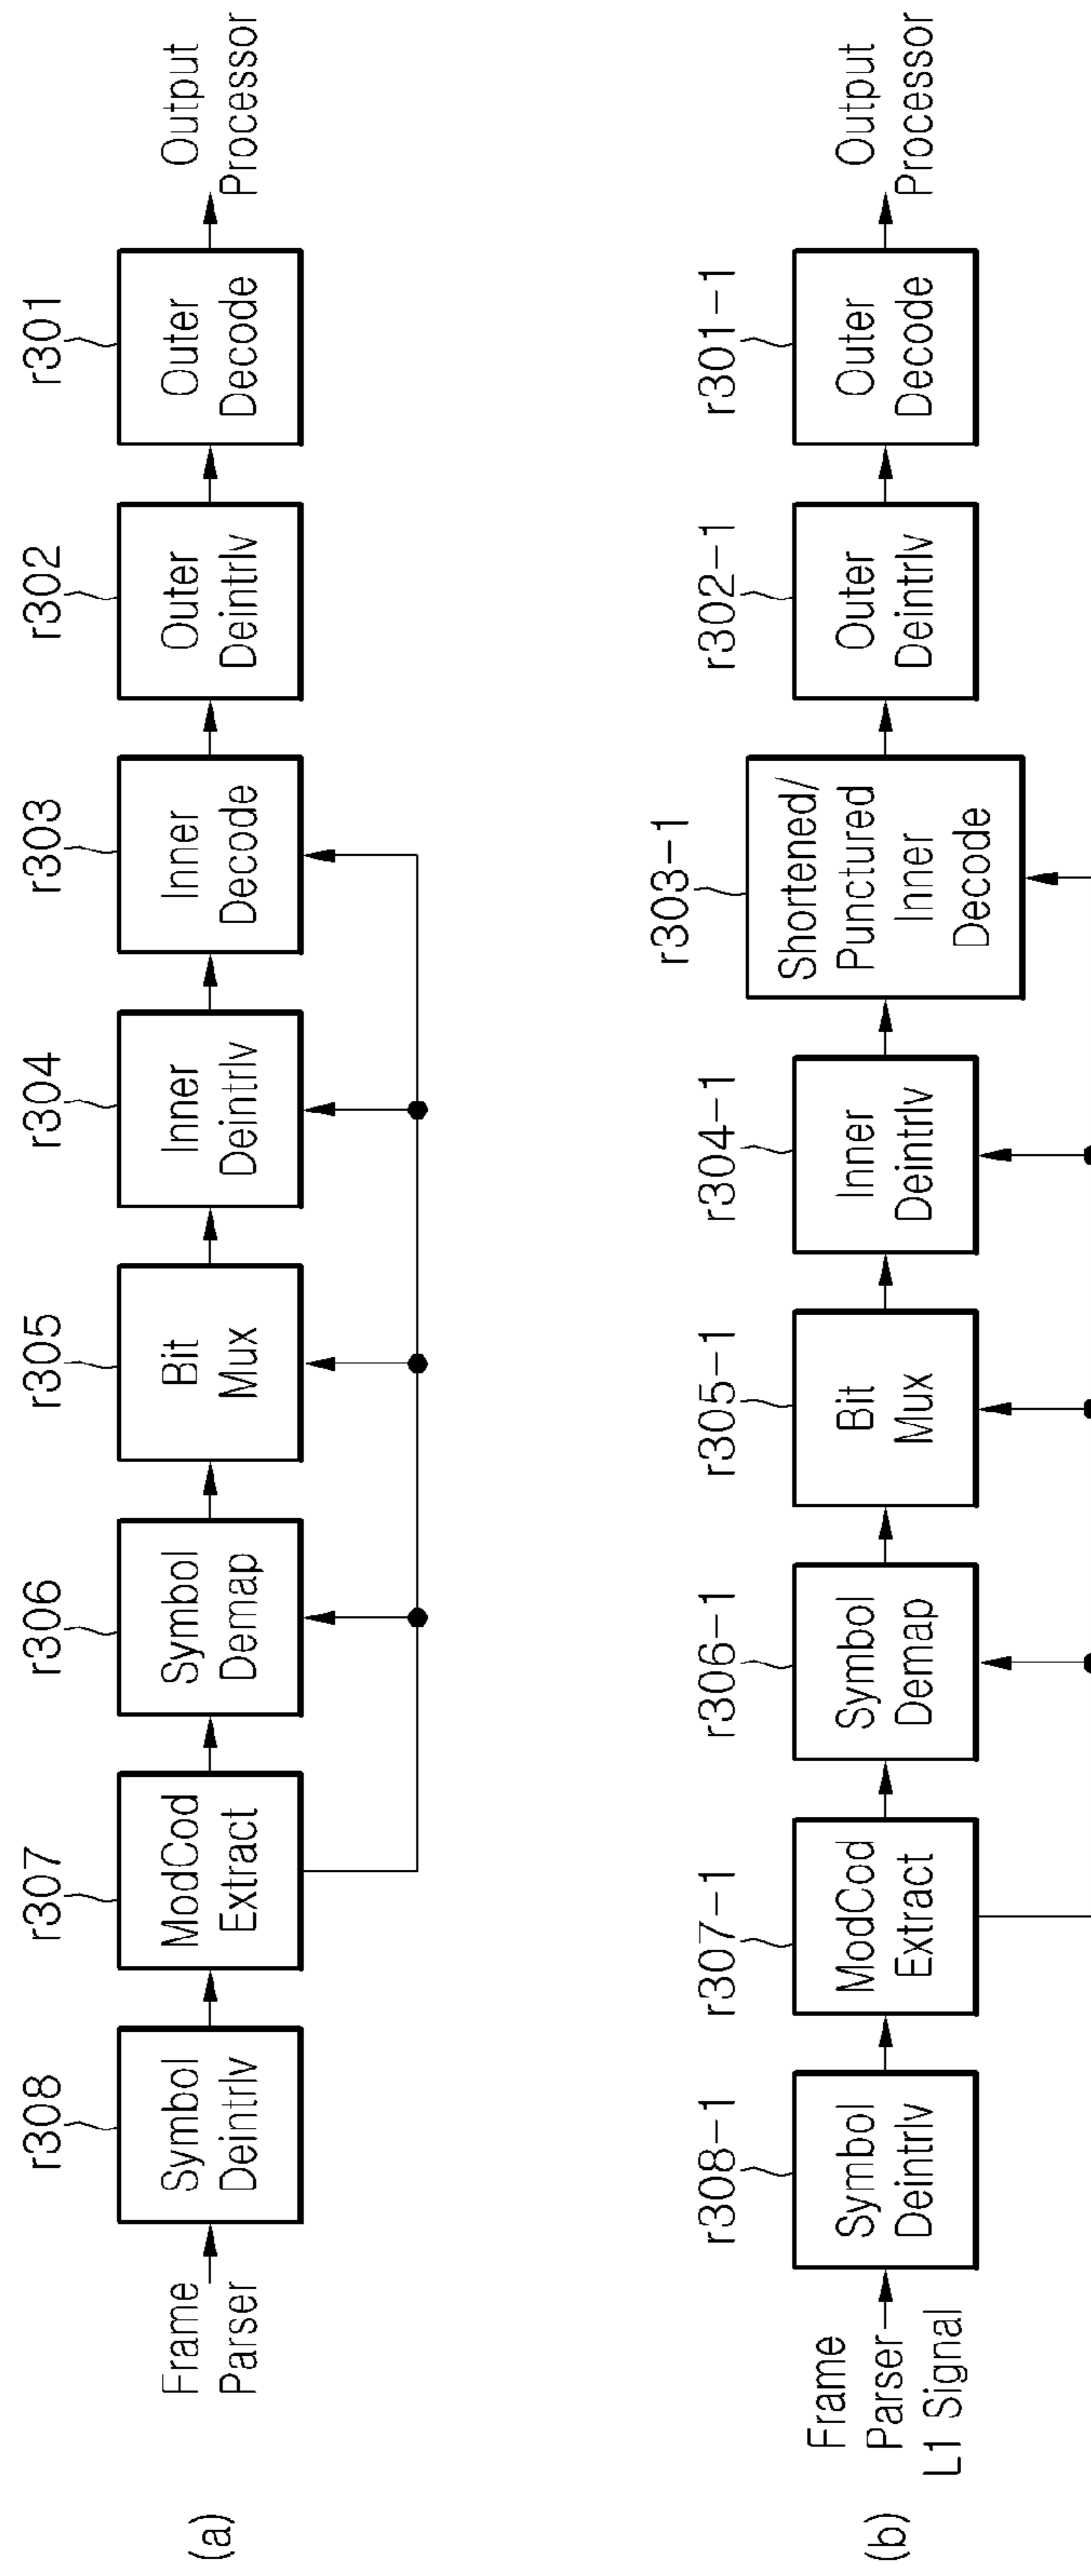 (a)
Frame
Parser
r308
Symbol
Deintrlv
r307
ModCod
Extract
r306
Symbol
Demap
r305
Bit
Mux
r304
Inner
Deintrlv
r303
Inner
Decode
r302
Outer
Deintrlv
r301
Outer
Decode
Output
Processor
(b)
Frame
Parser
L1 Signal
r308-1
Symbol
Deintrlv
r307-1
ModCod
Extract
r306-1
Symbol
Demap
r305-1
Bit
Mux
r304-1
Inner
Deintrlv
r303-1
Shortened/
Punctured
Inner
Decode
r302-1
Outer
Deintrlv
r301-1
Outer
Decode
Output
Processor